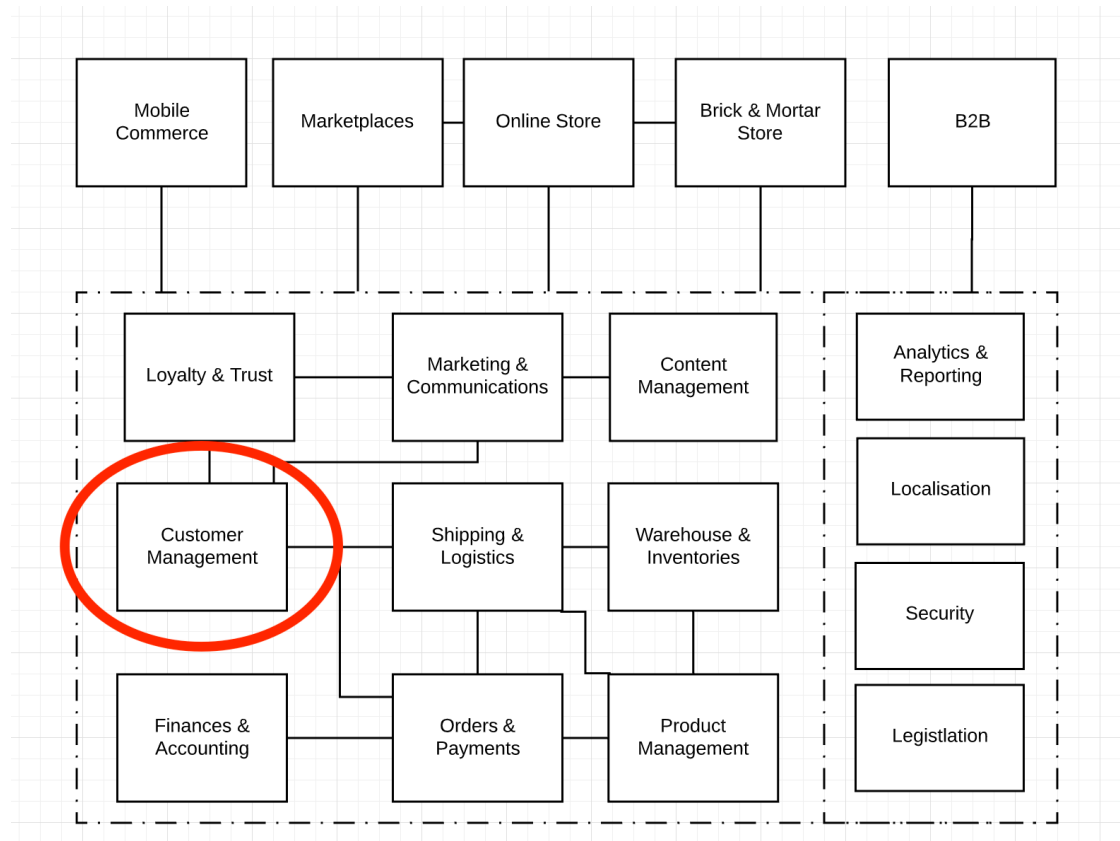 Mobile
Commerce
Marketplaces
Online Store
Brick & Mortar
Store
B2B
Loyalty & Trust
Marketing &
Communications
Content
Management
Analytics &
Reporting
Customer
Management
Shipping &
Logistics
Warehouse &
Inventories
Localisation
Security
Finances &
Accounting
Orders &
Payments
Product
Management
Legistlation